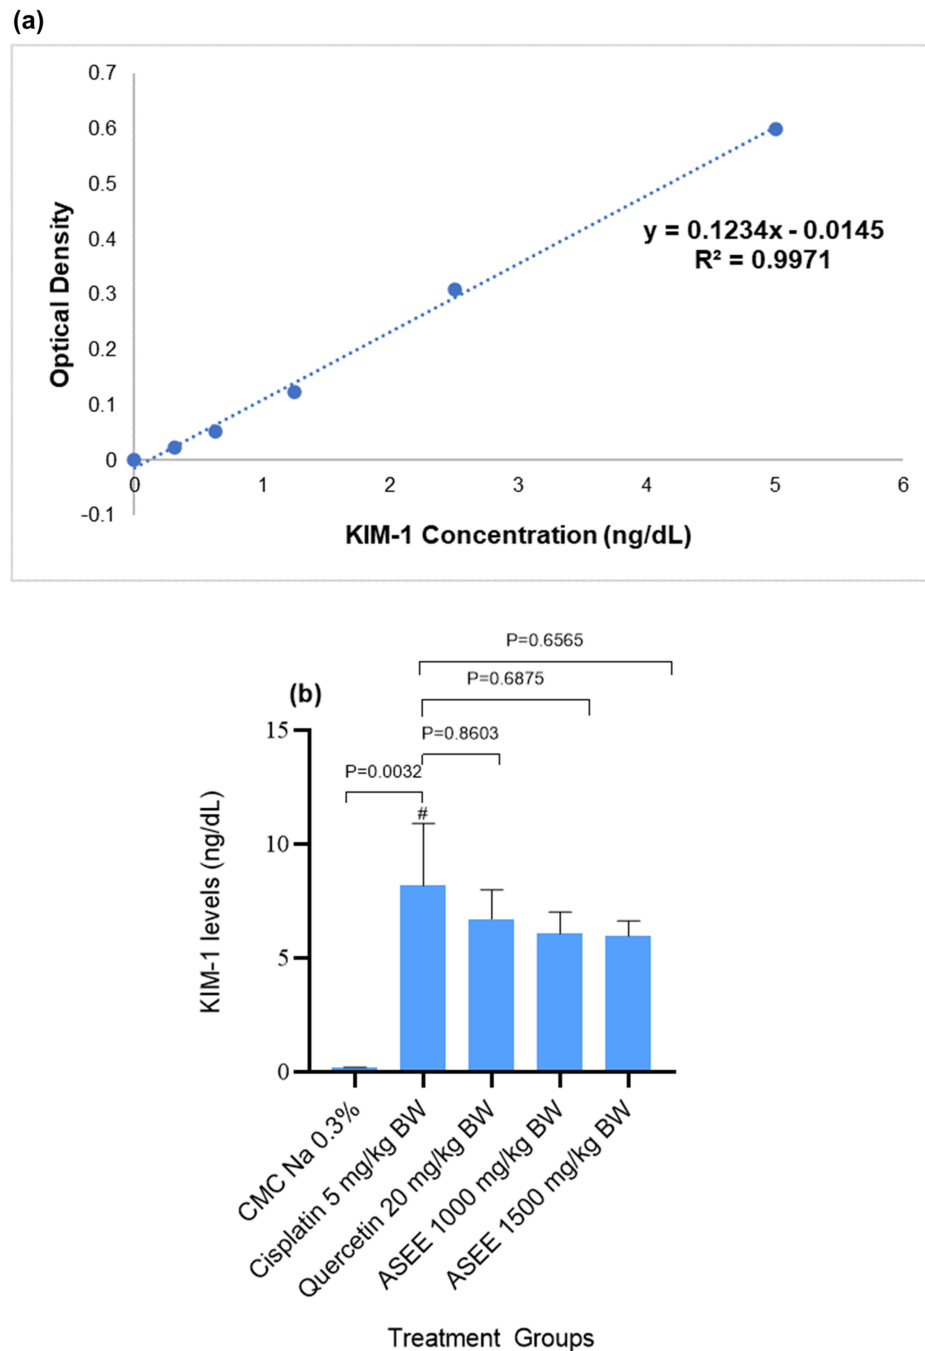 (a)
0.7
0.6
0.5
0.4
0.3
0.2
0.1
0
-0.1
Optical Density
y = 0.1234x - 0.0145
R² = 0.9971
0 1 2 3 4 5 6
KIM-1 Concentration (ng/dL)
(b)
P=0.6565
P=0.6875
P=0.8603
P=0.0032
#
15
10
5
0
KIM-1 levels (ng/dL)
CMC Na 0.3%
Cisplatin 5 mg/kg BW
Quercetin 20 mg/kg BW
ASEE 1000 mg/kg BW
ASEE 1500 mg/kg BW
Treatment Groups